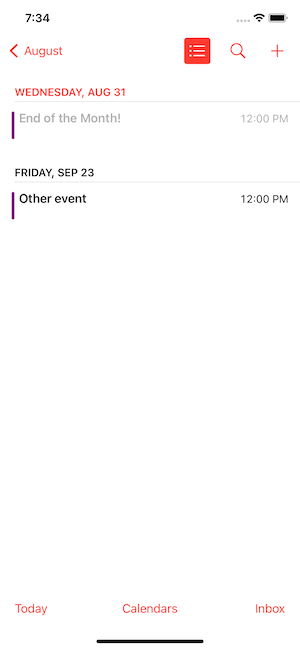 7:34
August
WEDNESDAY, AUG 31
End of the Month! 12:00 PM
FRIDAY, SEP 23
Other event 12:00 PM
Today Calendars Inbox